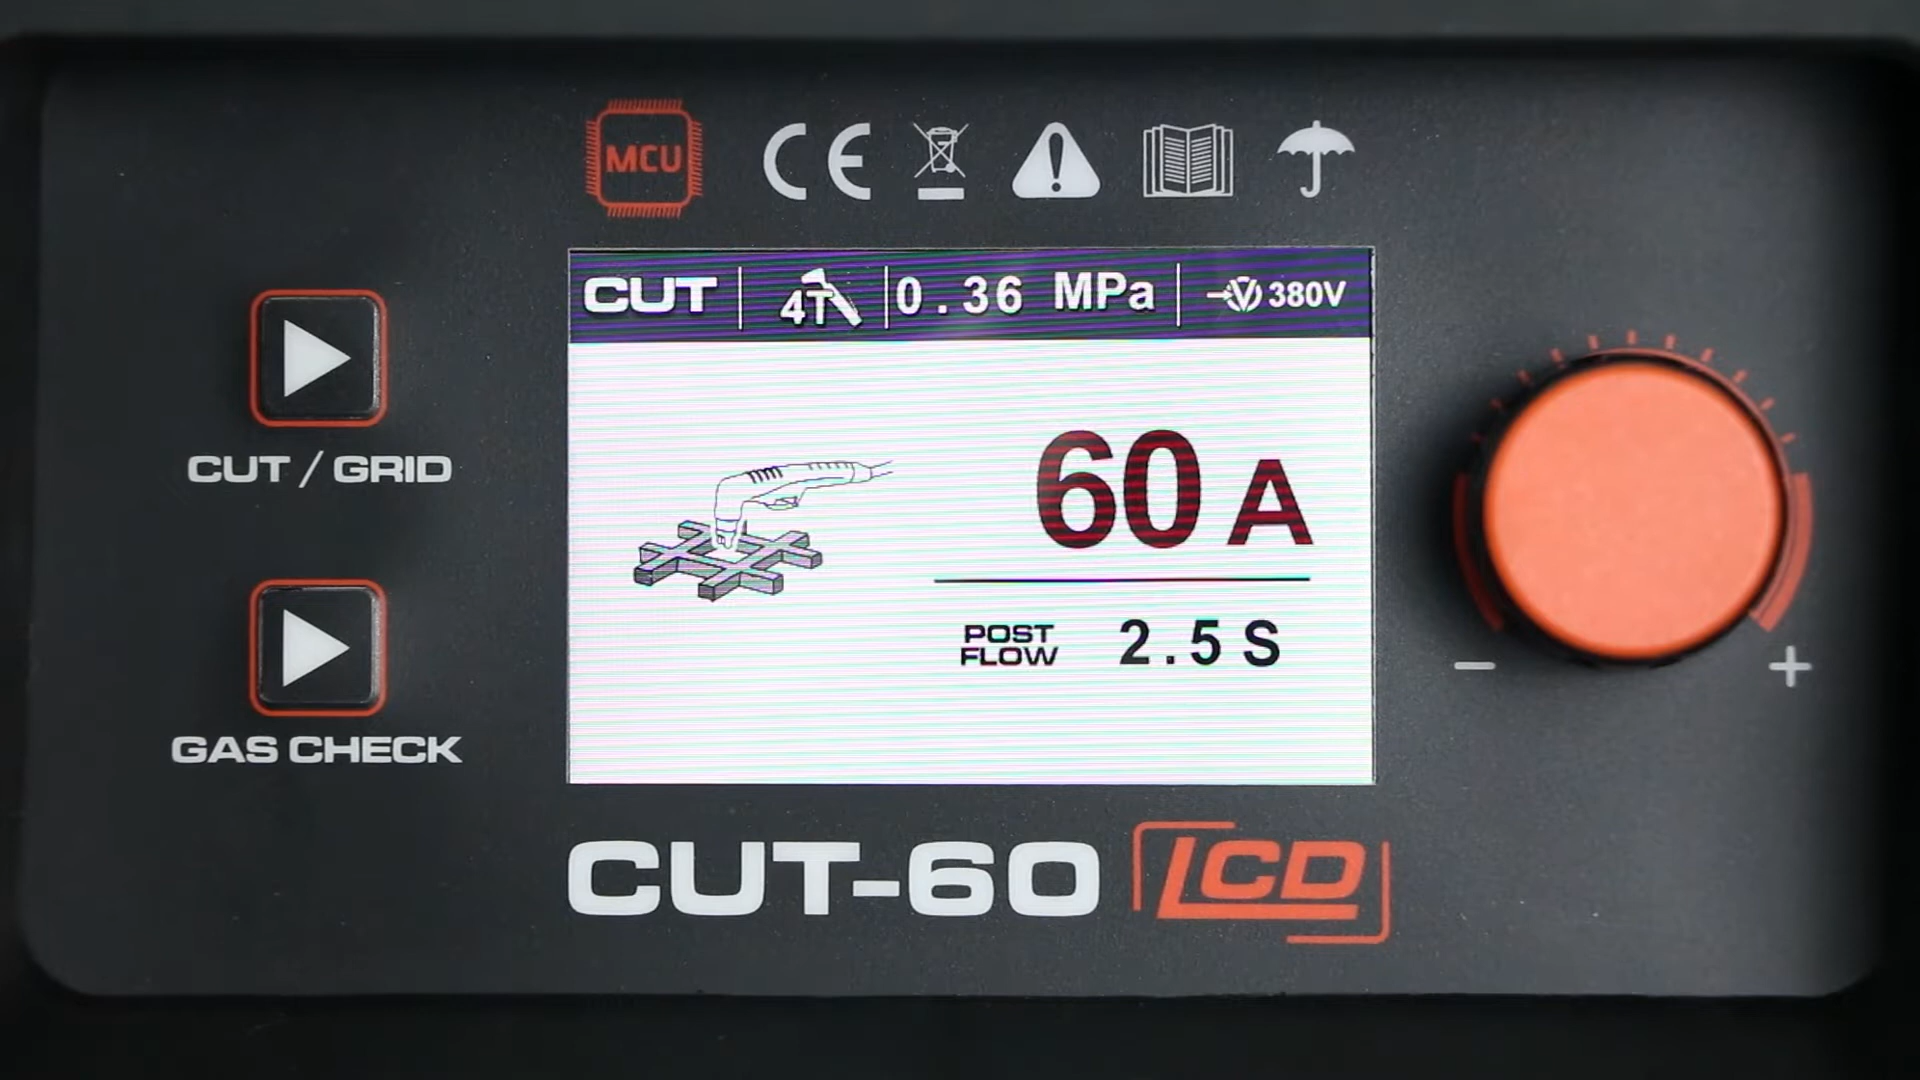 MCU CE
CUT 4T 0.36 MPa 380V
60 A
POST
FLOW
2.5 S
CUT / GRID
GAS CHECK
- +
CUT-60 LCD